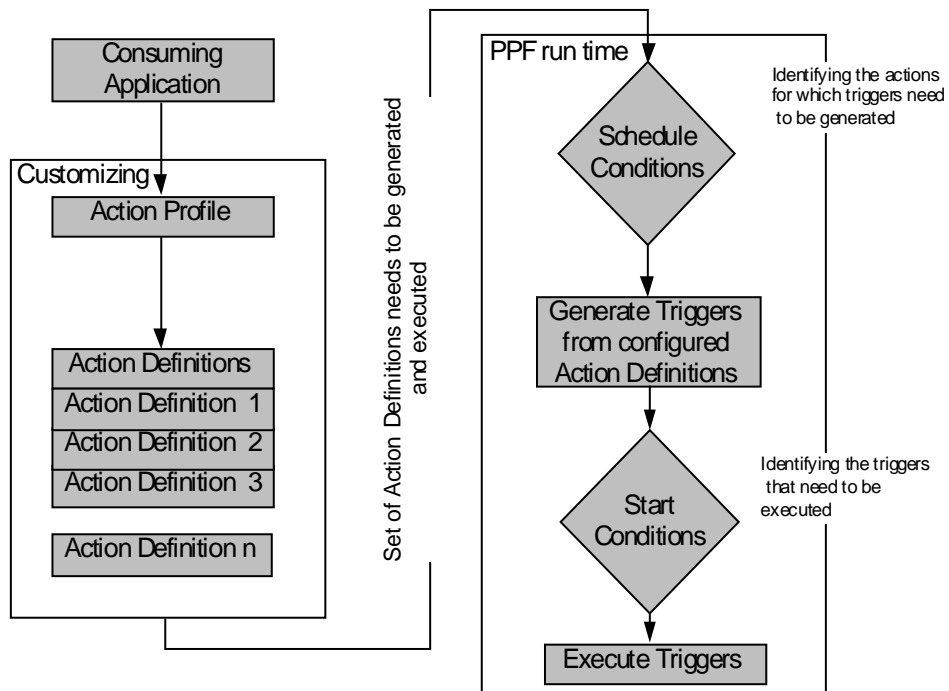 Consuming
Application
Customizing
Action Profile
Action Definitions
Action Definition 1
Action Definition 2
Action Definition 3
Action Definition n
Set of Action Definitions needs to be generated
and executed
PPF run time
Schedule
Conditions
Identifying the actions
for which triggers need
to be generated
Generate Triggers
from configured
Action Definitions
Start
Conditions
Identifying the triggers
that need to be
executed
Execute Triggers